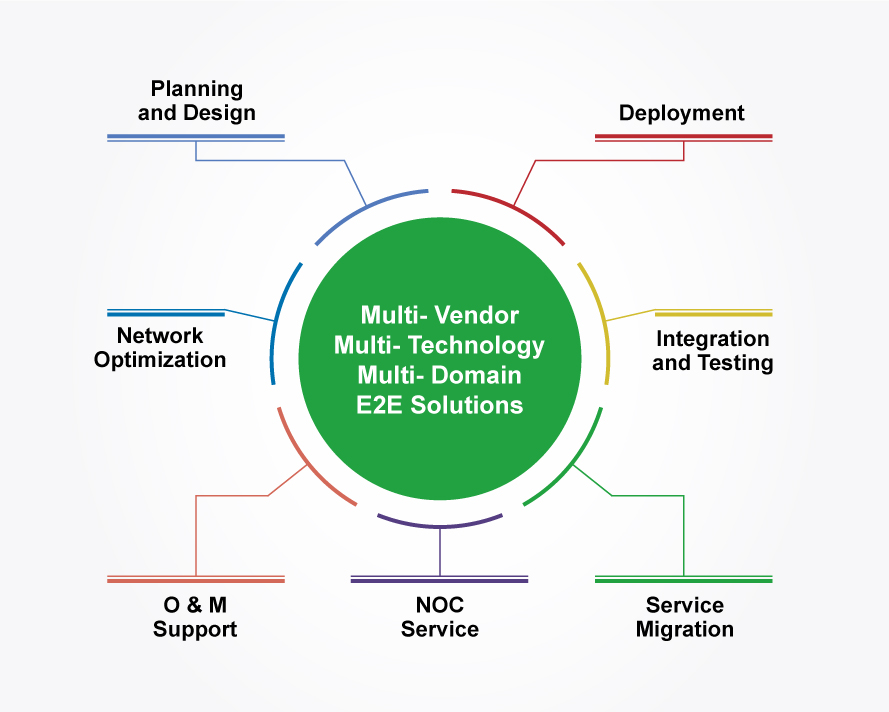 Planning
and Design
Deployment
Multi- Vendor
Multi- Technology
Multi- Domain
E2E Solutions
Network
Optimization
Integration
and Testing
O & M
Support
NOC
Service
Service
Migration